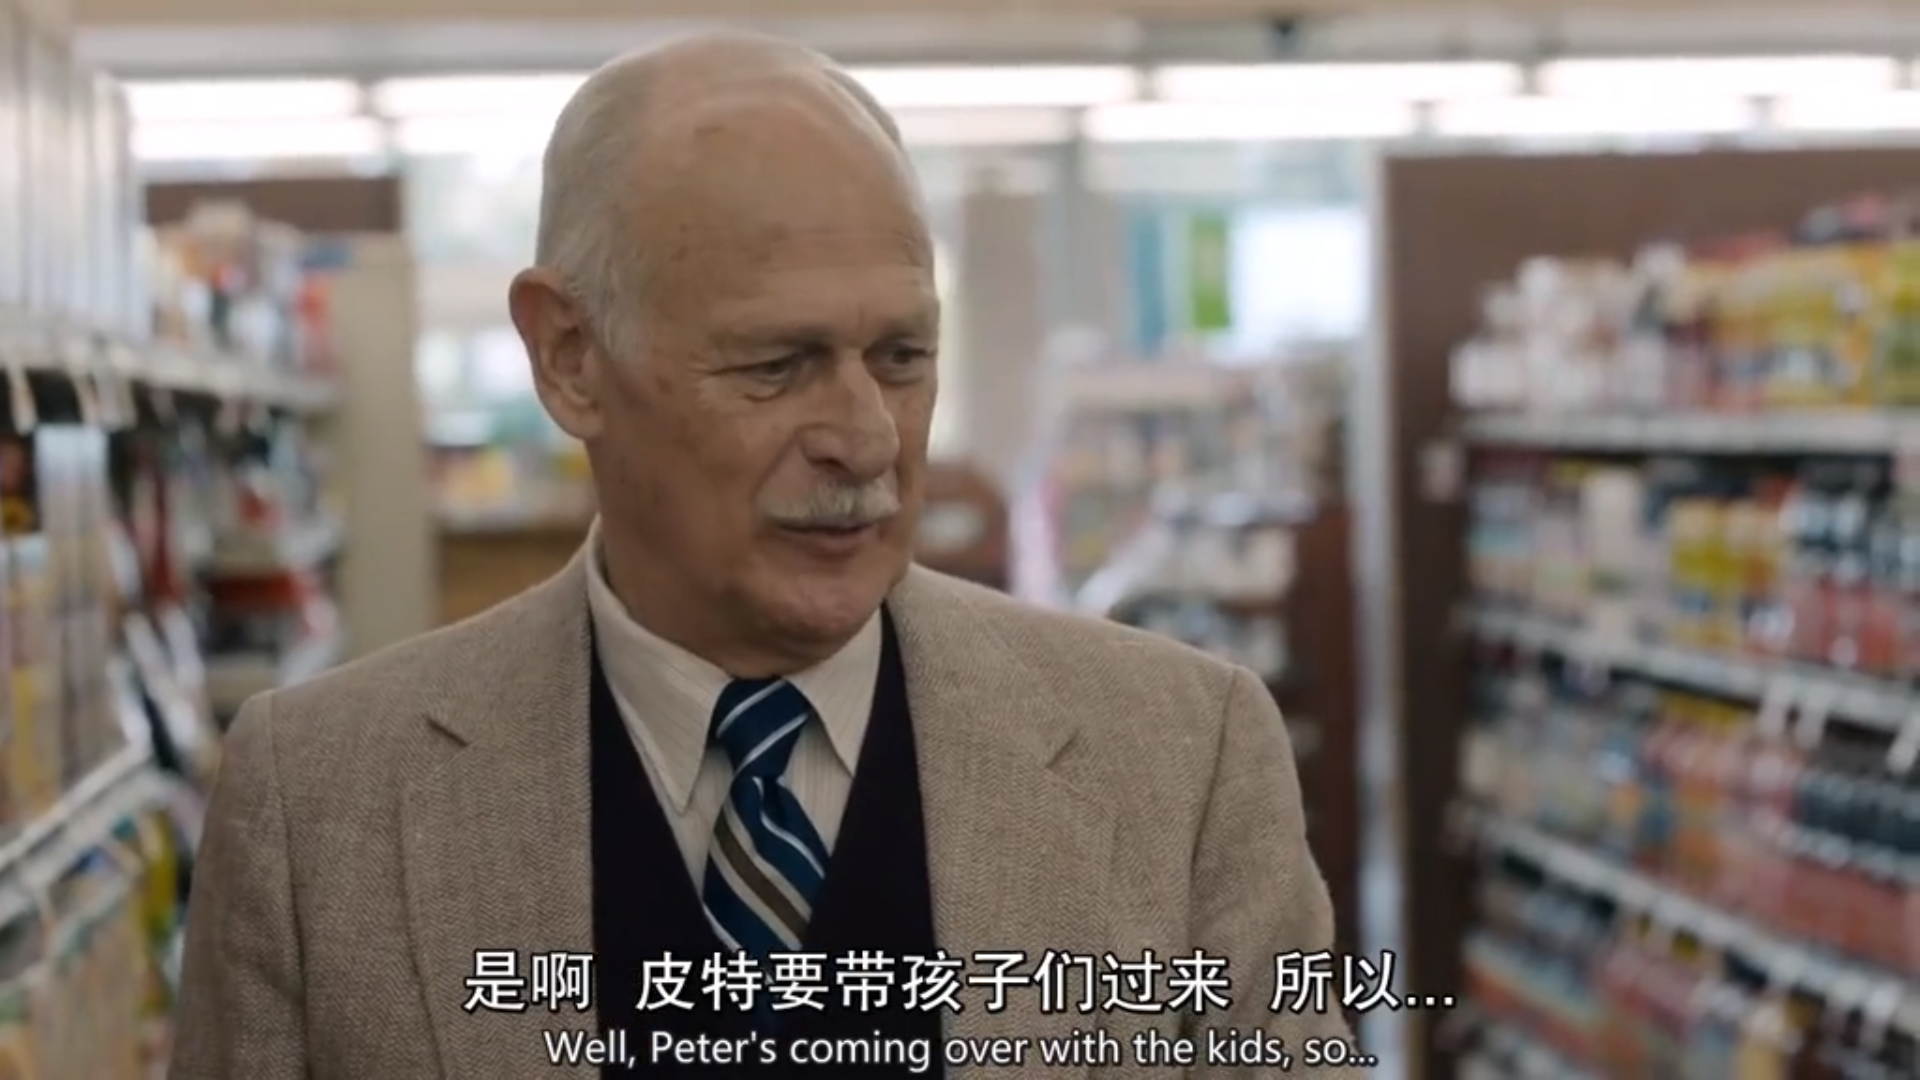 是啊 皮特要带孩子们过来 所以...
Well, Peter's coming over with the kids, so...